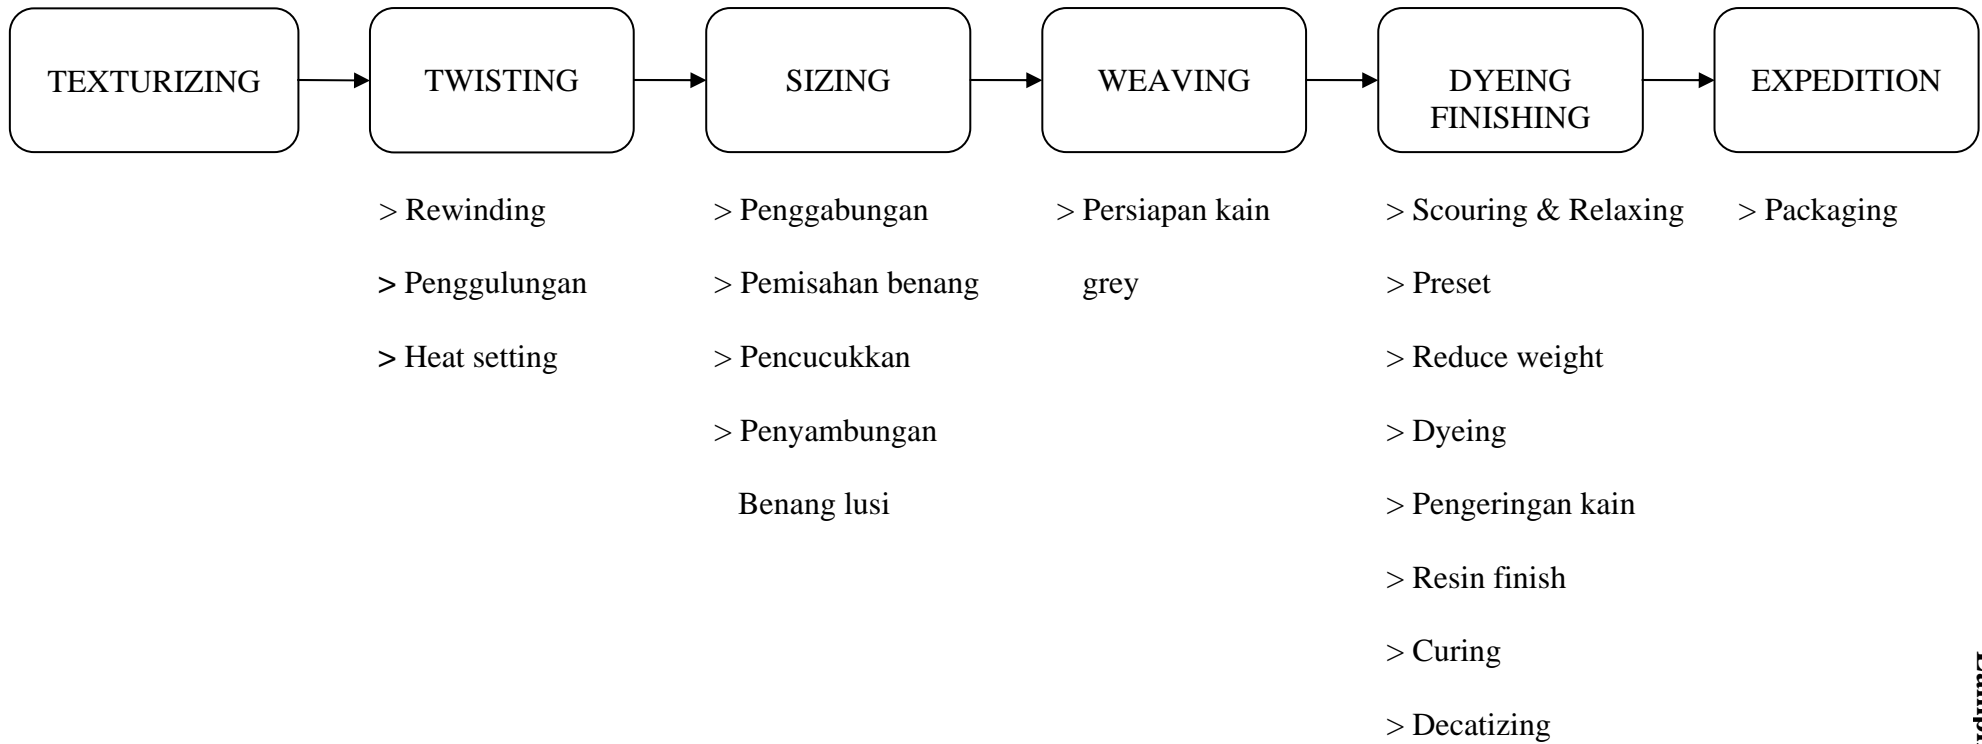 TEXTURIZING
TWISTING
SIZING
WEAVING
DYEING
FINISHING
EXPEDITION
> Rewinding
> Penggulungan
> Heat setting
> Penggabungan
> Pemisahan benang
> Pencucukkan
> Penyambungan
Benang lusi
> Persiapan kain
grey
> Scouring & Relaxing
> Preset
> Reduce weight
> Dyeing
> Pengeringan kain
> Resin finish
> Curing
> Decatizing
> Packaging